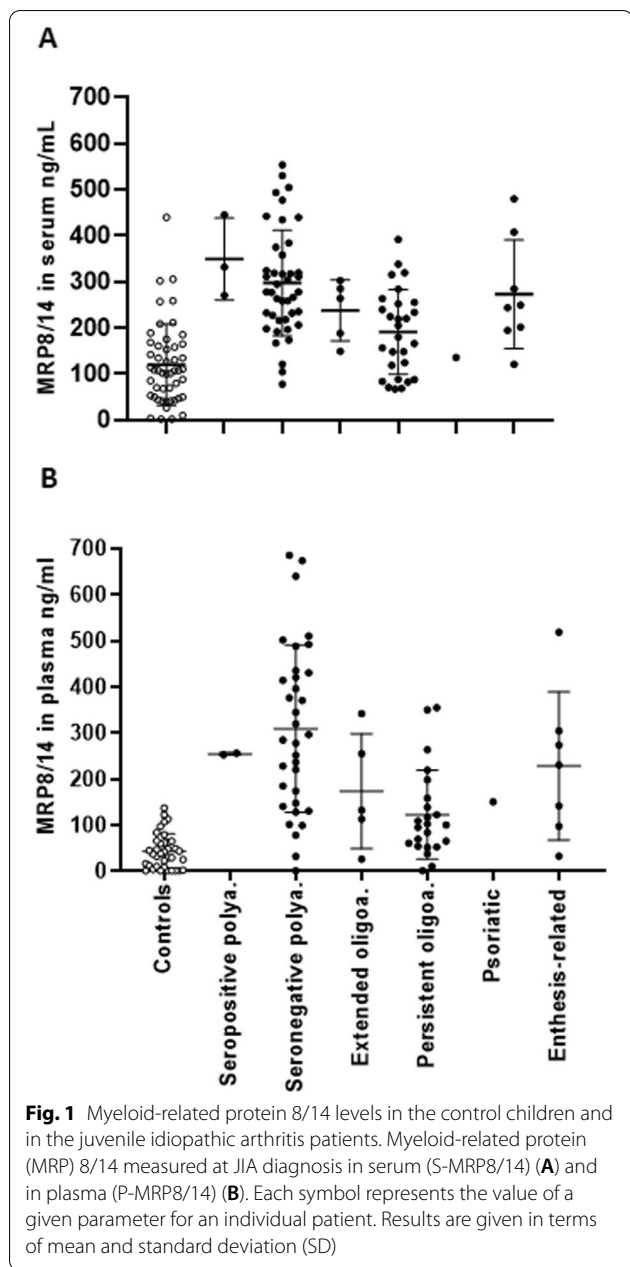 A
MRP8/14 in serum ng/mL
700
600
500
400
300
200
100
0
B
MRP8/14 in plasma ng/ml
700
600
500
400
300
200
100
0
Controls
Seropositive polya.
Seronegative polya.
Extended oligoa.
Persistent oligoa.
Psoriatic
Enthesis-related
Fig. 1 Myeloid-related protein 8/14 levels in the control children and
in the juvenile idiopathic arthritis patients. Myeloid-related protein
(MRP) 8/14 measured at JIA diagnosis in serum (S-MRP8/14) (A) and
in plasma (P-MRP8/14) (B). Each symbol represents the value of a
given parameter for an individual patient. Results are given in terms
of mean and standard deviation (SD)